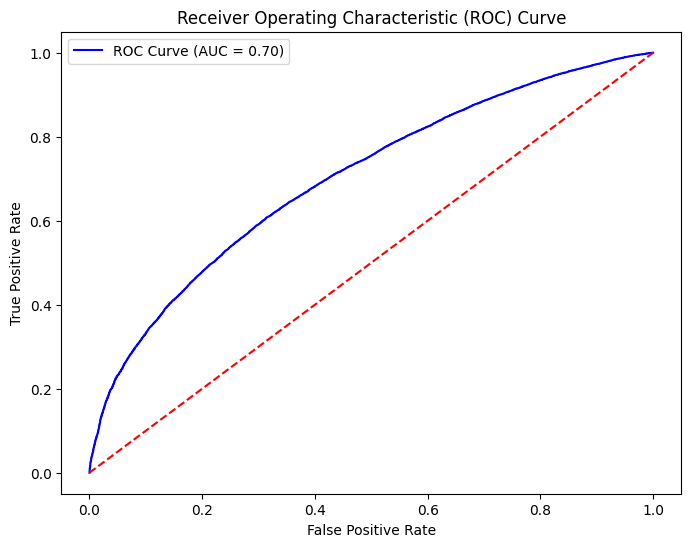 Receiver Operating Characteristic (ROC) Curve
ROC Curve (AUC = 0.70)
True Positive Rate
1.0
0.8
0.6
0.4
0.2
0.0
0.0 0.2 0.4 0.6 0.8 1.0
False Positive Rate